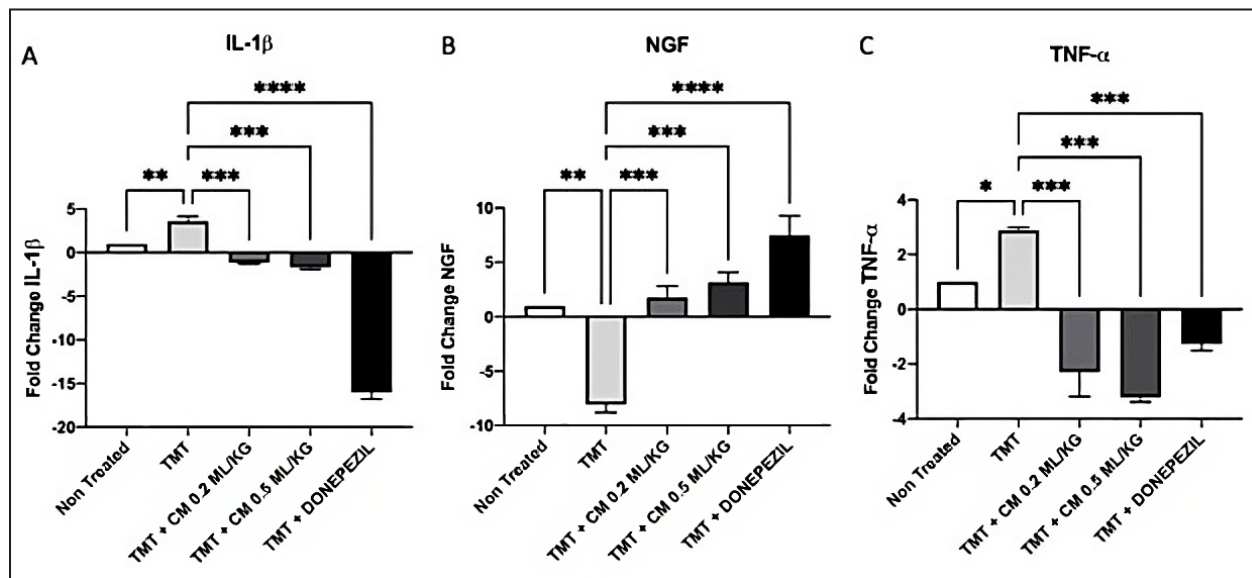 A
IL-1β
****
***
**
***
5
0
-5
-10
-15
-20
Fold Change IL-1β
Non Treated
TMT
TMT + CM 0.2 ML/KG
TMT + CM 0.5 ML/KG
TMT + DONEPEZIL
B
NGF
****
***
**
***
10
5
0
-5
-10
Fold Change NGF
Non Treated
TMT
TMT × CM 0.2 ML/KG
TMT × CM 0.5 ML/KG
TMT + DONEPEZIL
C
TNF-α
***
***
*
***
4
2
0
-2
-4
Fold Change TNF-α
Non Treated
TMT
TMT + CM 0.2 ML/KG
TMT + CM 0.5 ML/KG
TMT + DONEPEZIL